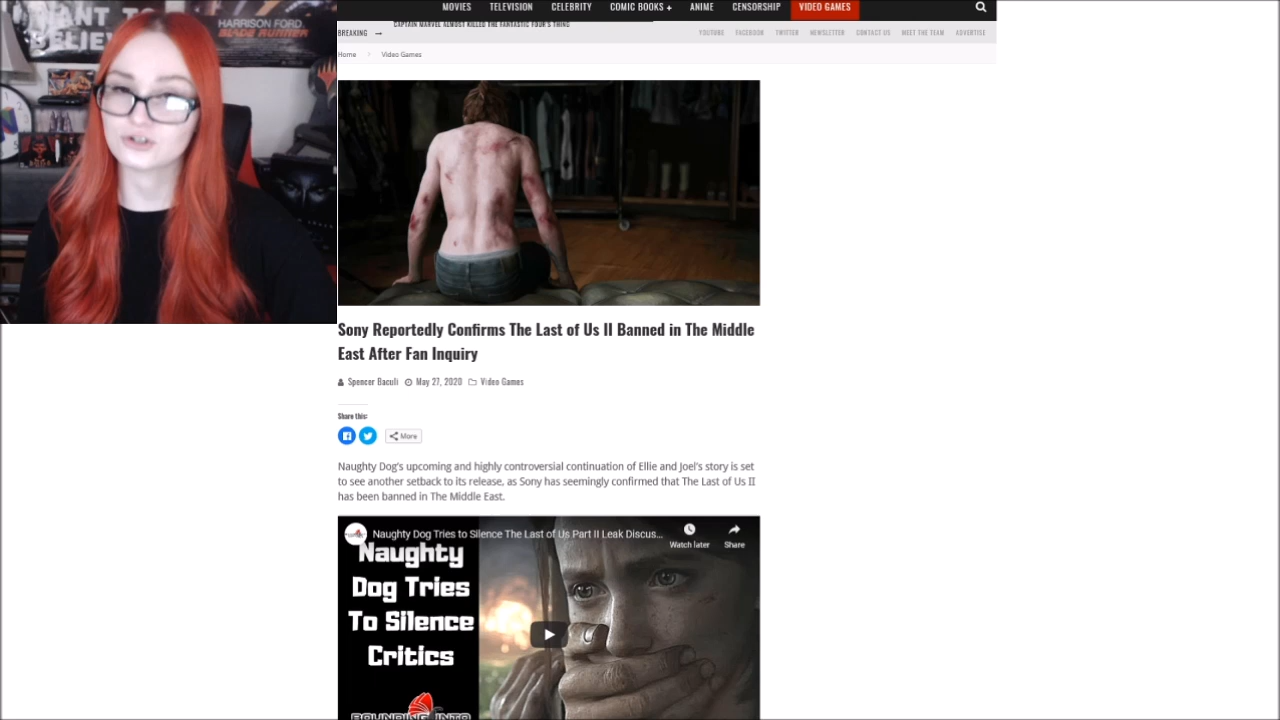 WANT TO
BELIEVE
HARRISON FORD
BLADE RUNNER
MOVIES TELEVISION CELEBRITY COMIC BOOKS + ANIME CENSORSHIP VIDEO GAMES
CAPTAIN MARVEL ALMOST KILLED THE FANTASTIC FOUR'S THING
BREAKING → YOUTUBE FACEBOOK TWITTER NEWSLETTER CONTACT US MEET THE TEAM ADVERTISE
Home > Video Games
Sony Reportedly Confirms The Last of Us II Banned in The Middle
East After Fan Inquiry
Spencer Baculi May 27, 2020 Video Games
Share this:
More
Naughty Dog's upcoming and highly controversial continuation of Ellie and Joel's story is set
to see another setback to its release, as Sony has seemingly confirmed that The Last of Us II
has been banned in The Middle East.
Naughty Dog Tries to Silence The Last of Us Part II Leak Discus...
Watch later Share
Naughty
Dog Tries
To Silence
Critics
BOUNDING INTO